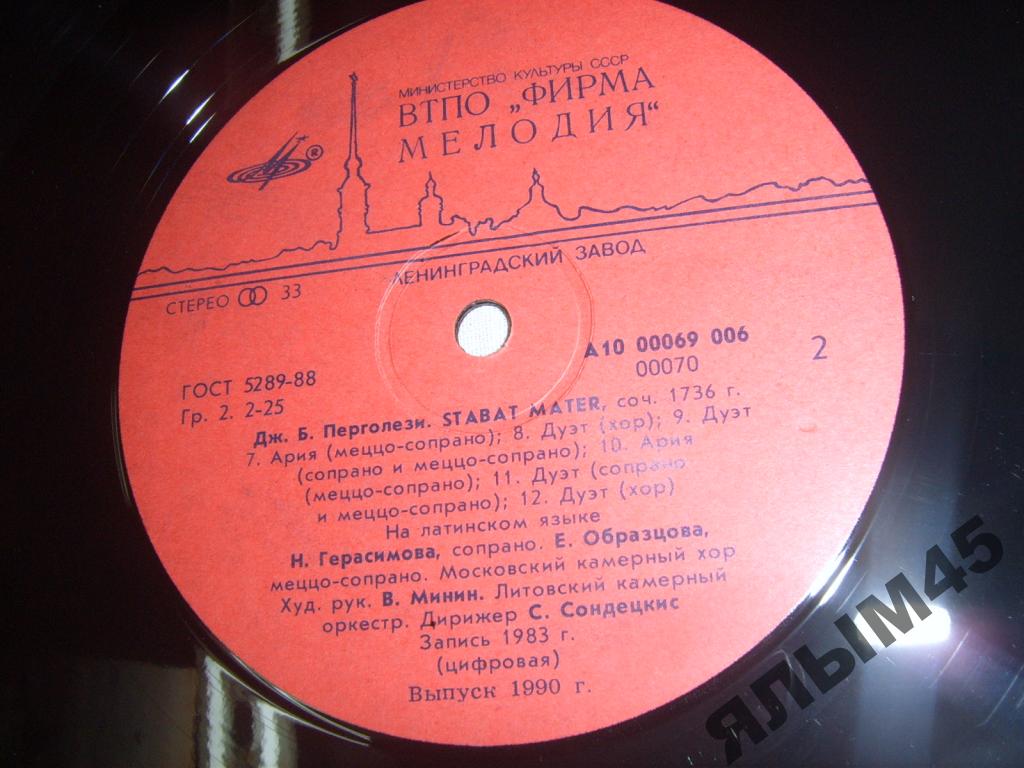 МИНИСТЕРСТВО КУЛЬТУРЫ СССР
ВТПО „ФИРМА
МЕЛОДИЯ“
®
ЛЕНИНГРАДСКИЙ ЗАВОД
СТЕРЕО 33
А10 00069 006
00070
2
ГОСТ 5289-88
Гр. 2. 2-25
Дж. Б. Перголези. STABAT MATER, соч. 1736 г.
7. Ария (меццо-сопрано); 8. Дуэт (хор); 9. Дуэт
(сопрано и меццо-сопрано); 10. Ария
(меццо-сопрано); 11. Дуэт (сопрано
и меццо-сопрано); 12. Дуэт (хор)
На латинском языке
Н. Герасимова, сопрано. Е. Образцова,
меццо-сопрано. Московский камерный хор
Худ. рук. В. Минин. Литовский камерный
оркестр. Дирижер С. Сондецкис
Запись 1983 г.
(цифровая)
Выпуск 1990 г.
ЯЛЫМ45